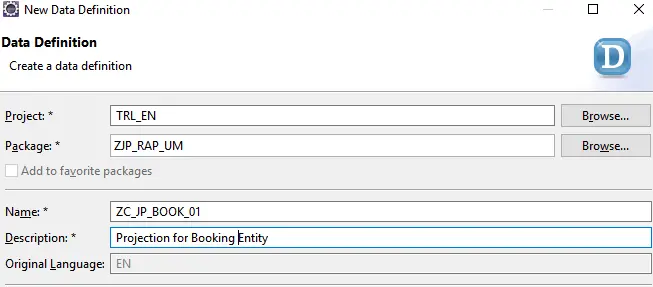 New Data Definition
Data Definition
Create a data definition
D
Project: * TRL_EN Browse...
Package: * ZJP_RAP_UM Browse...
Add to favorite packages
Name: * ZC_JP_BOOK_01
Description: * Projection for Booking Entity
Original Language: EN